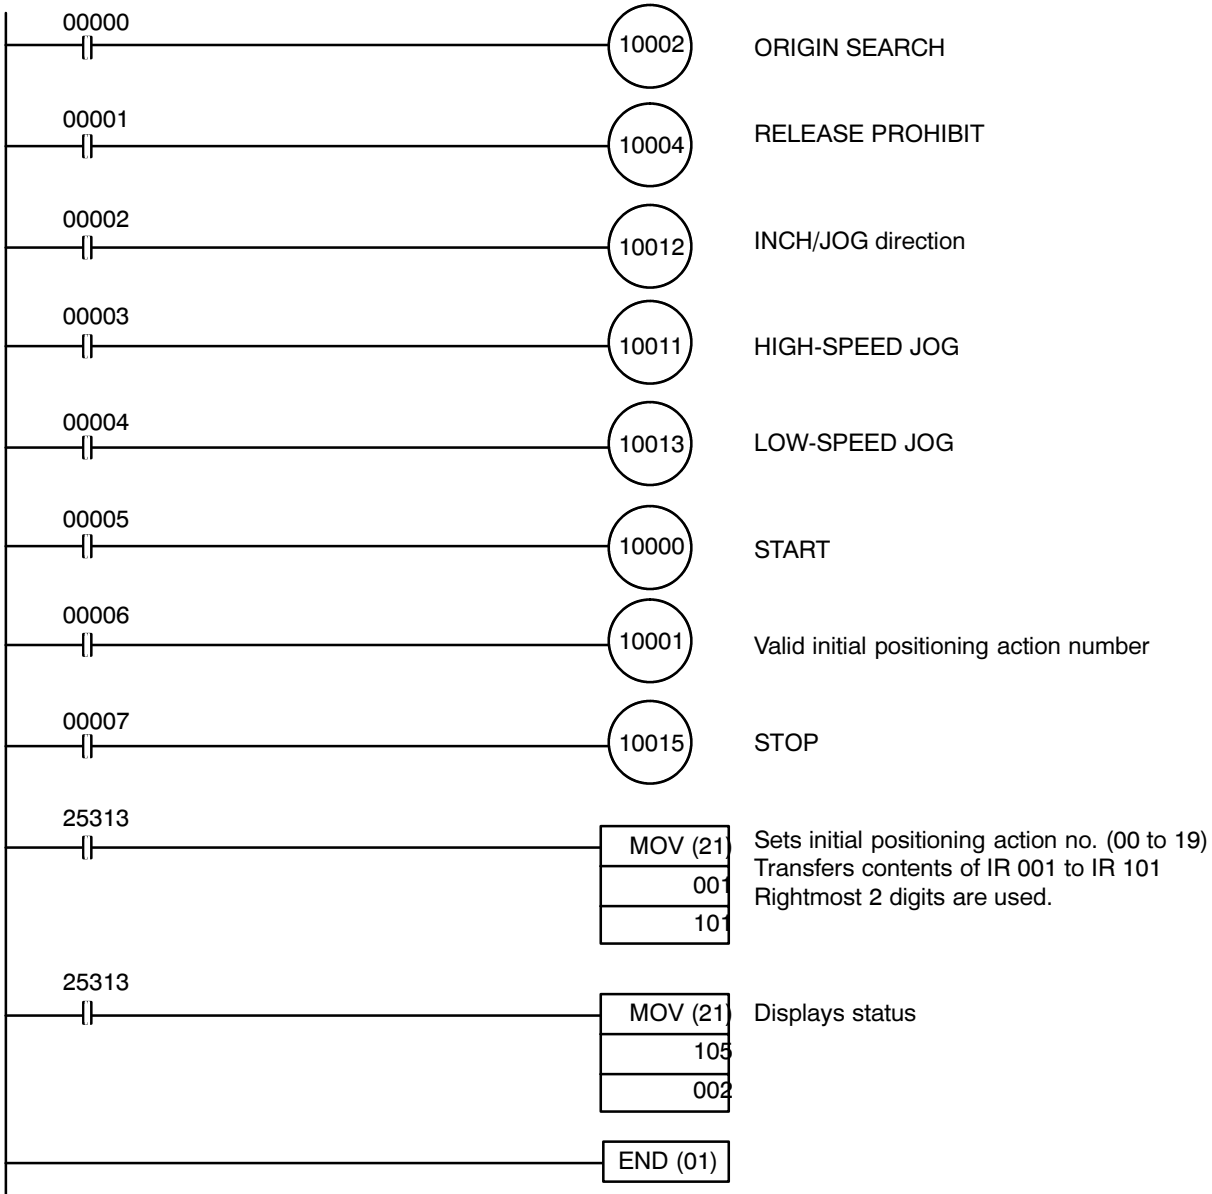 00000
10002 ORIGIN SEARCH
00001
10004 RELEASE PROHIBIT
00002
10012 INCH/JOG direction
00003
10011 HIGH-SPEED JOG
00004
10013 LOW-SPEED JOG
00005
10000 START
00006
10001 Valid initial positioning action number
00007
10015 STOP
25313
MOV (21) Sets initial positioning action no. (00 to 19)
Transfers contents of IR 001 to IR 101
001 Rightmost 2 digits are used.
101
25313
MOV (21) Displays status
105
002
END (01)